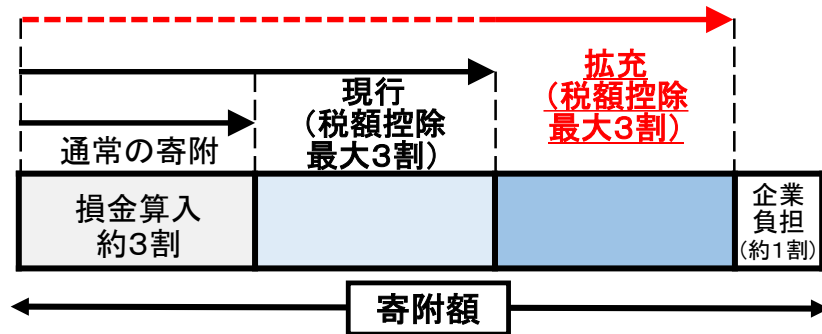 拡充
(税額控除
最大3割)
現行
(税額控除
最大3割)
通常の寄附
損金算入
約3割
企業
負担
(約1割)
寄附額